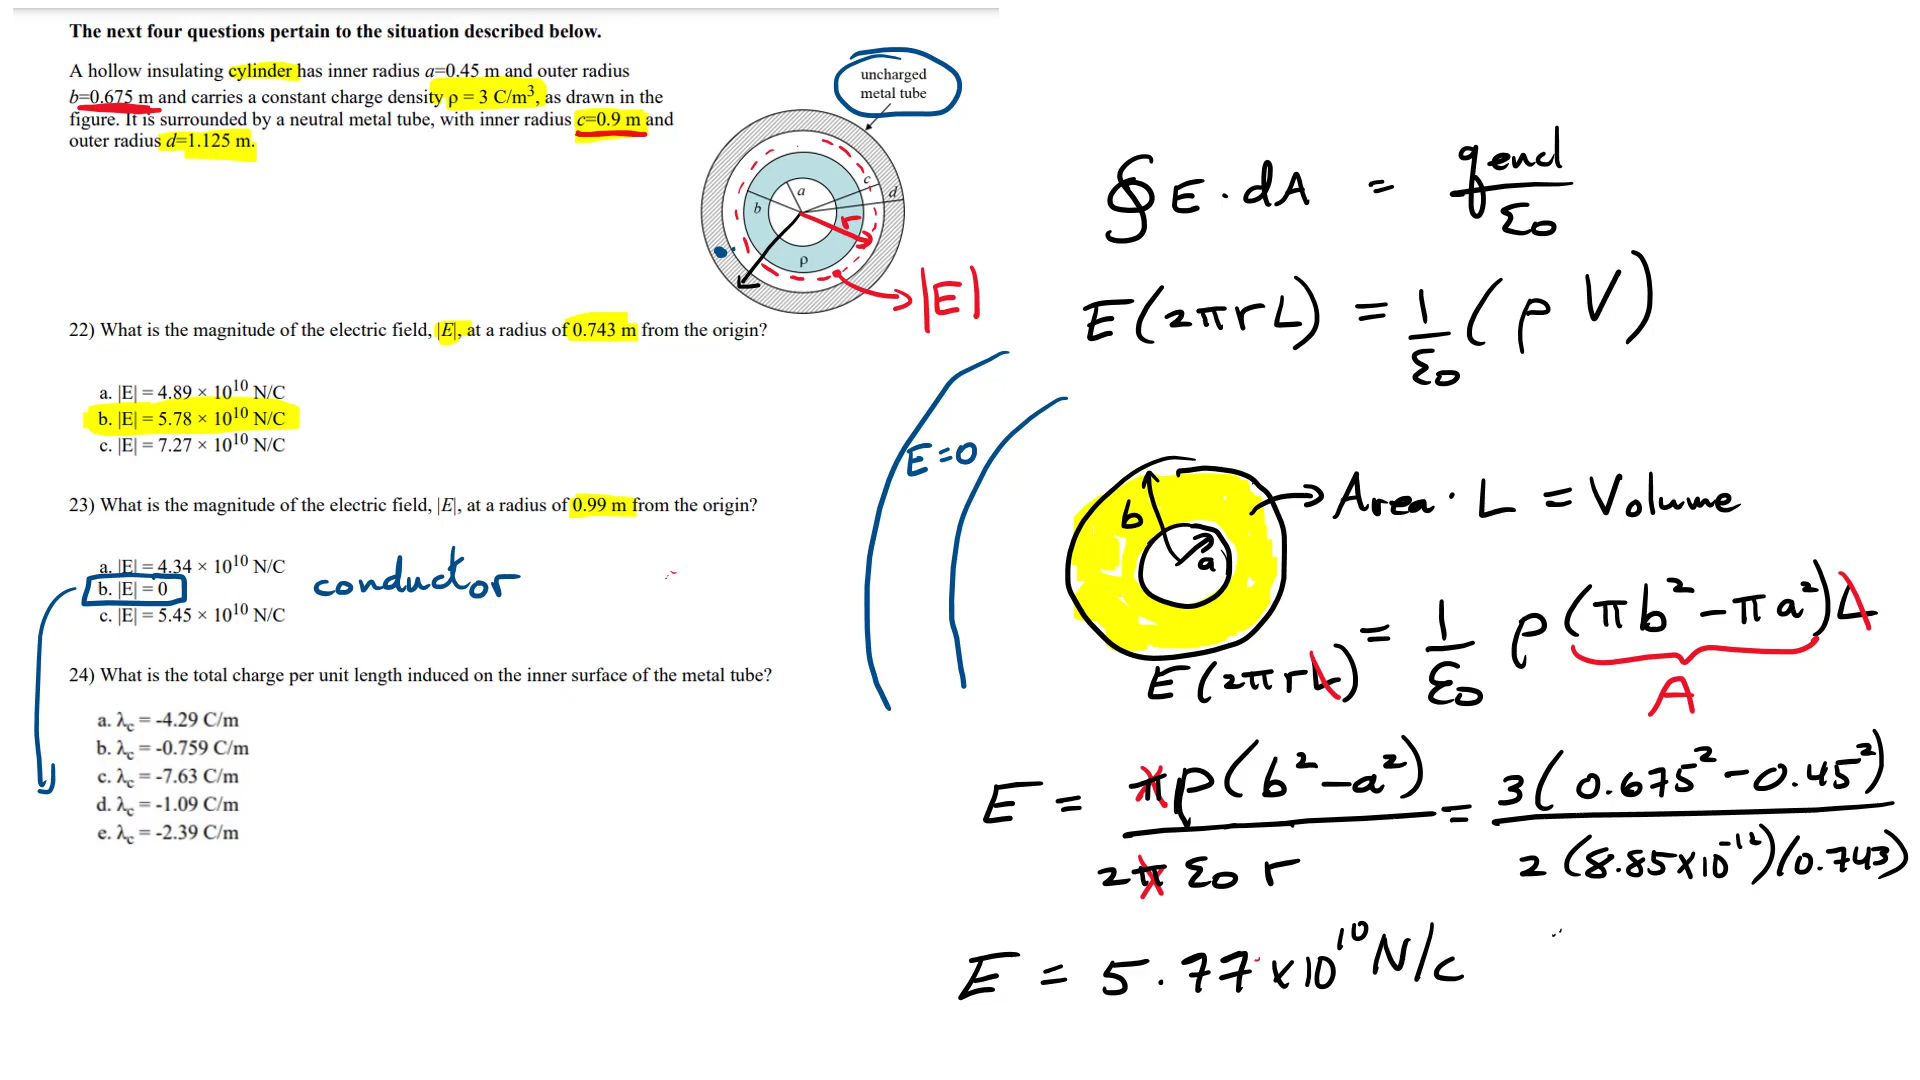 The next four questions pertain to the situation described below.
A hollow insulating cylinder has inner radius a=0.45 m and outer radius
b=0.675 m and carries a constant charge density ρ = 3 C/m³, as drawn in the
figure. It is surrounded by a neutral metal tube, with inner radius c=0.9 m and
outer radius d=1.125 m.
uncharged
metal tube
a
b
c
d
r
ρ
|E|
22) What is the magnitude of the electric field, |E|, at a radius of 0.743 m from the origin?
a. |E| = 4.89 × 10¹⁰ N/C
b. |E| = 5.78 × 10¹⁰ N/C
c. |E| = 7.27 × 10¹⁰ N/C
23) What is the magnitude of the electric field, |E|, at a radius of 0.99 m from the origin?
a. |E| = 4.34 × 10¹⁰ N/C
b. |E| = 0
c. |E| = 5.45 × 10¹⁰ N/C
conductor
24) What is the total charge per unit length induced on the inner surface of the metal tube?
a. λc = -4.29 C/m
b. λc = -0.759 C/m
c. λc = -7.63 C/m
d. λc = -1.09 C/m
e. λc = -2.39 C/m
E=0
∮ E · dA = qencl/ε0
E(2πrL) = 1/ε0 (ρ V)
b
a
Area · L = Volume
E(2πrL) = 1/ε0 ρ(πb² - πa²)L
A
E = πρ(b² - a²)/2π ε0 r = 3(0.675² - 0.45²)/2(8.85×10⁻¹²)(0.743)
E = 5.77 ×10¹⁰ N/C